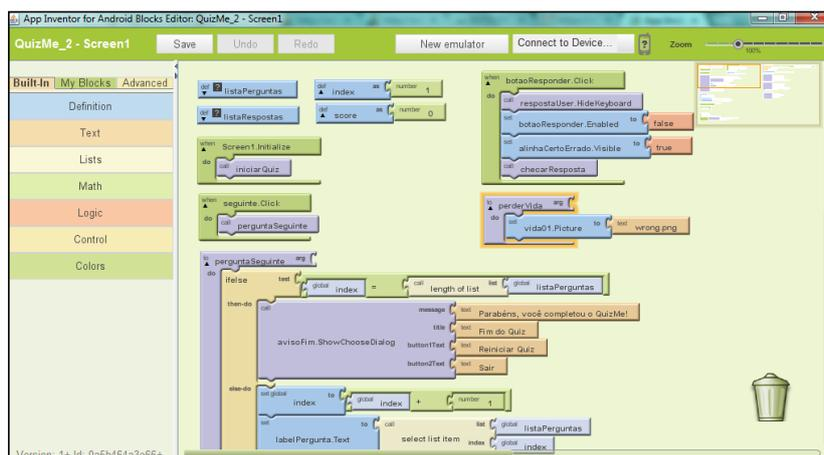 App Inventor for Android Blocks Editor: QuizMe_2 - Screen1
QuizMe_2 - Screen1 Save Undo Redo New emulator Connect to Device... ? Zoom 100%
Built-In My Blocks Advanced
Definition
Text
Lists
Math
Logic
Control
Colors
def ? listaPerguntas
def index as number 1
def ? listaRespostas
def score as number 0
when Screen1.Initialize
do call iniciarQuiz
when seguinte.Click
do call perguntaSeguinte
when botaoResponder.Click
do call respostaUser.HideKeyboard
set botaoResponder.Enabled to false
set alinhaCertoErrado.Visible to true
call checarResposta
to perderVida arg
do set vida01.Picture to text wrong.png
to perguntaSeguinte arg
do ifelse test global index = call length of list list global listaPerguntas
then-do call avisoFim.ShowChooseDialog
message text Parabéns, você completou o QuizMe!
title text Fim do Quiz
button1Text text Reiniciar Quiz
button2Text text Sair
else-do set global index to global index + number 1
set labelPergunta.Text to call select list item list global listaPerguntas
index global index